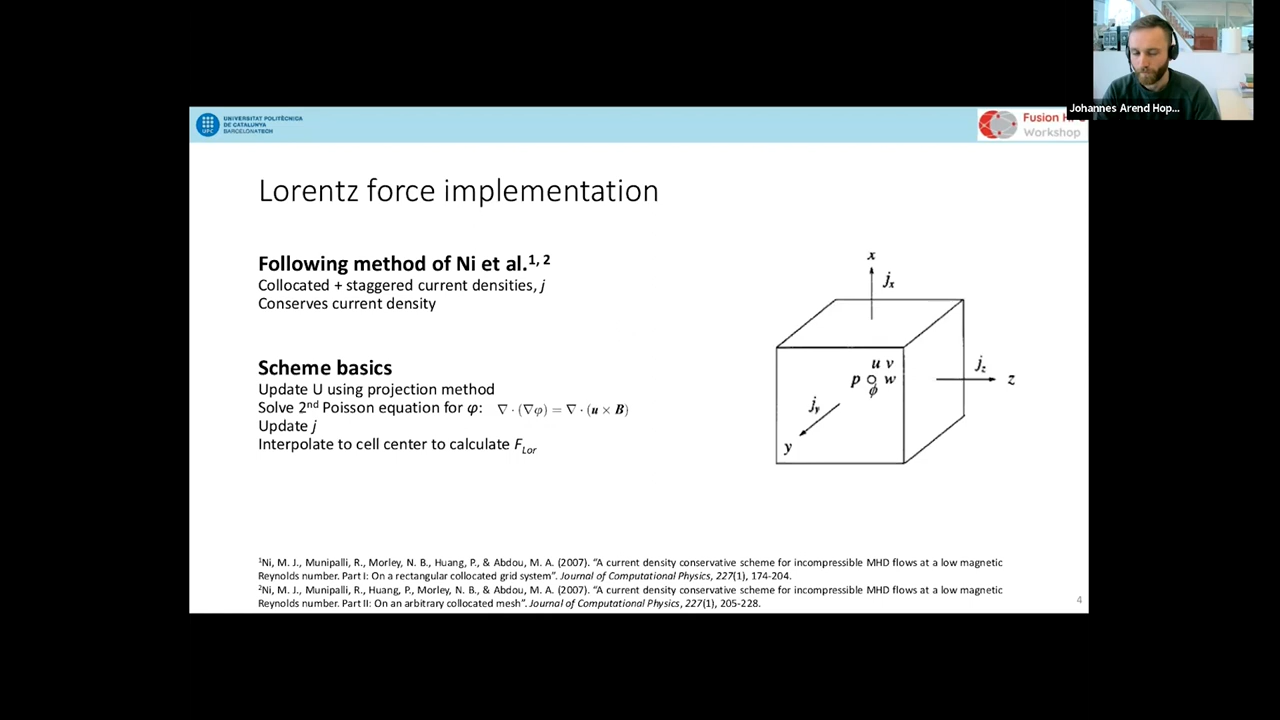 Johannes Arend Hop...
UNIVERSITAT POLITÈCNICA
DE CATALUNYA
BARCELONATECH
UPC
Fusion
Workshop
Lorentz force implementation
Following method of Ni et al.1, 2
Collocated + staggered current densities, j
Conserves current density
Scheme basics
Update U using projection method
Solve 2nd Poisson equation for φ: ∇ · (∇φ) = ∇ · (u × B)
Update j
Interpolate to cell center to calculate FLor
x
jx
u v
p w
ϕ
jz
z
jy
y
1Ni, M. J., Munipalli, R., Morley, N. B., Huang, P., & Abdou, M. A. (2007). “A current density conservative scheme for incompressible MHD flows at a low magnetic
Reynolds number. Part I: On a rectangular collocated grid system”. Journal of Computational Physics, 227(1), 174-204.
2Ni, M. J., Munipalli, R., Huang, P., Morley, N. B., & Abdou, M. A. (2007). “A current density conservative scheme for incompressible MHD flows at a low magnetic
Reynolds number. Part II: On an arbitrary collocated mesh”. Journal of Computational Physics, 227(1), 205-228.
4